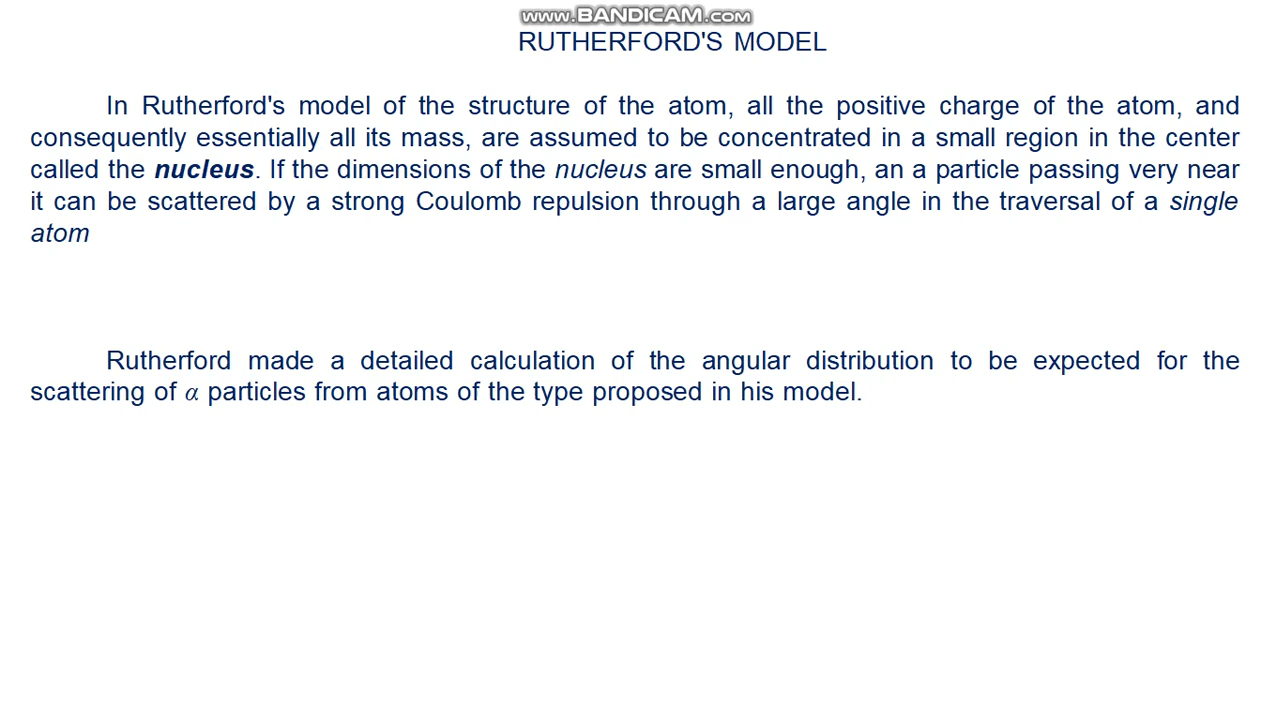 www.BANDICAM.com
RUTHERFORD'S MODEL
In Rutherford's model of the structure of the atom, all the positive charge of the atom, and
consequently essentially all its mass, are assumed to be concentrated in a small region in the center
called the nucleus. If the dimensions of the nucleus are small enough, an a particle passing very near
it can be scattered by a strong Coulomb repulsion through a large angle in the traversal of a single
atom
Rutherford made a detailed calculation of the angular distribution to be expected for the
scattering of α particles from atoms of the type proposed in his model.